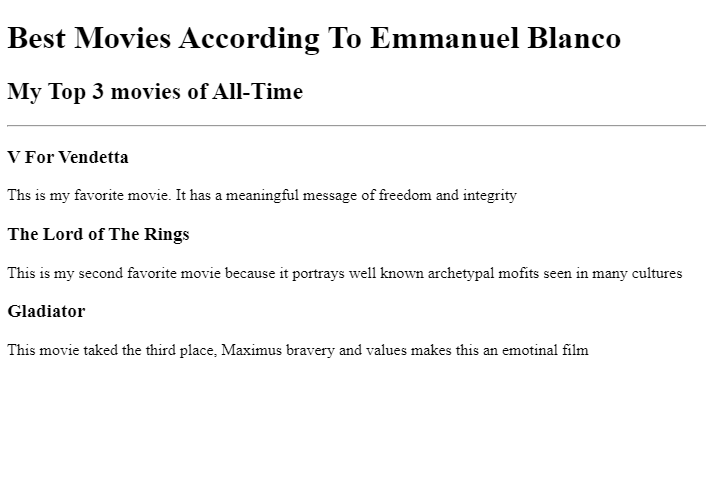 Best Movies According To Emmanuel Blanco
My Top 3 movies of All-Time
V For Vendetta
Ths is my favorite movie. It has a meaningful message of freedom and integrity
The Lord of The Rings
This is my second favorite movie because it portrays well known archetypal mofits seen in many cultures
Gladiator
This movie taked the third place, Maximus bravery and values makes this an emotinal film